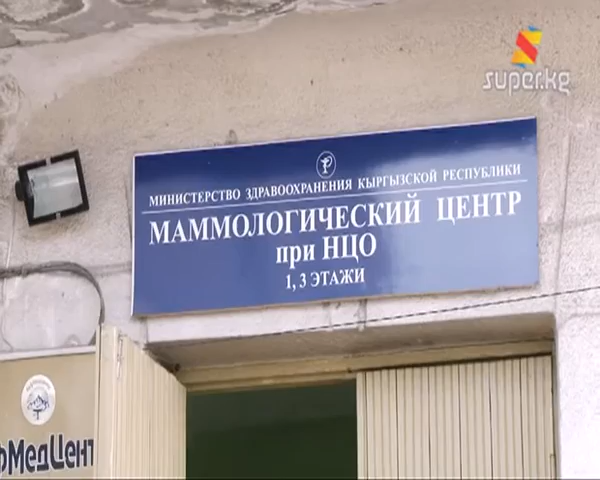 super.kg
МИНИСТЕРСТВО ЗДРАВООХРАНЕНИЯ КЫРГЫЗСКОЙ РЕСПУБЛИКИ
МАММОЛОГИЧЕСКИЙ ЦЕНТР
при НЦО
1, 3 ЭТАЖИ